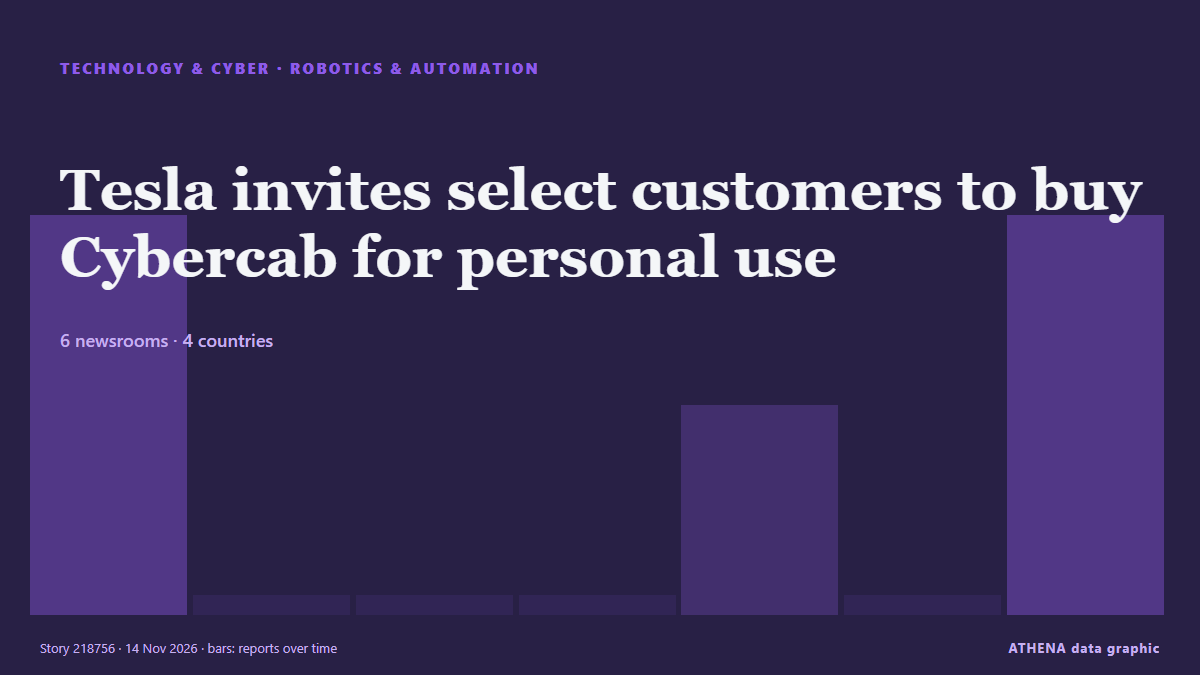 TECHNOLOGY & CYBER · ROBOTICS & AUTOMATION
Tesla invites select customers to buy
Cybercab for personal use
6 newsrooms · 4 countries
Story 218756 · 14 Nov 2026 · bars: reports over time
ATHENA data graphic